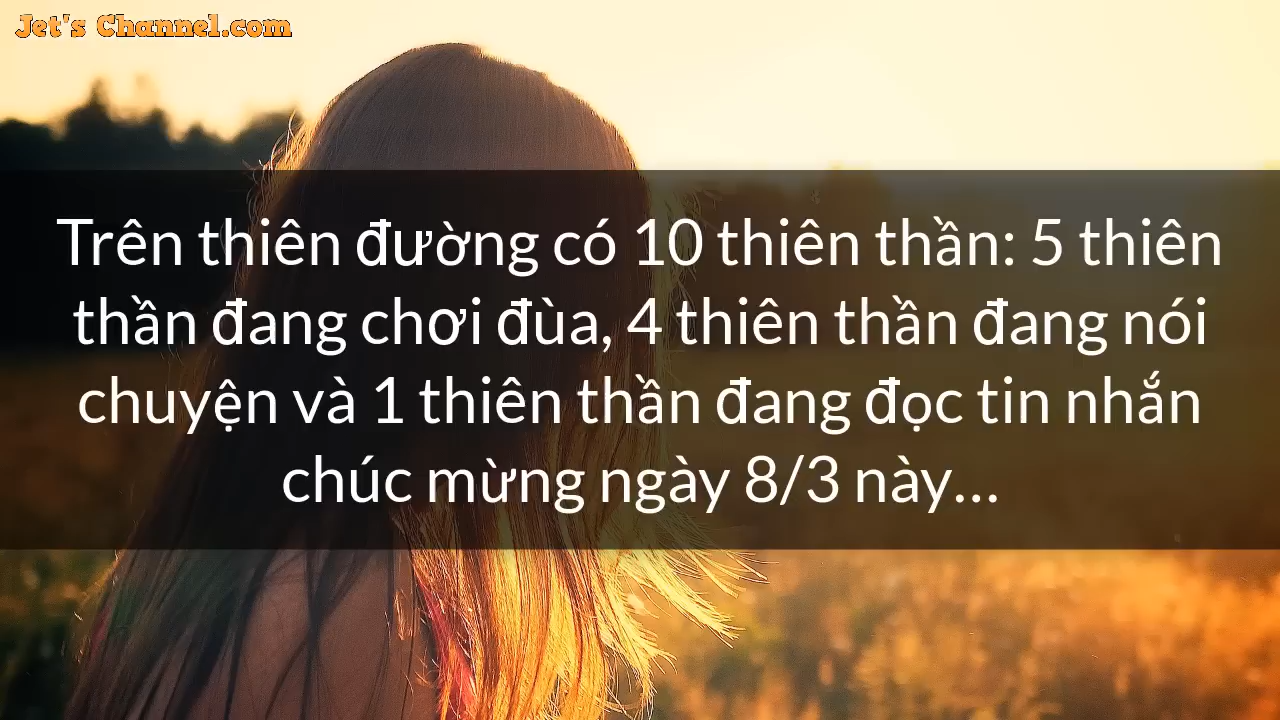 Jet's Channel.com
Trên thiên đường có 10 thiên thần: 5 thiên
thần đang chơi đùa, 4 thiên thần đang nói
chuyện và 1 thiên thần đang đọc tin nhắn
chúc mừng ngày 8/3 này...